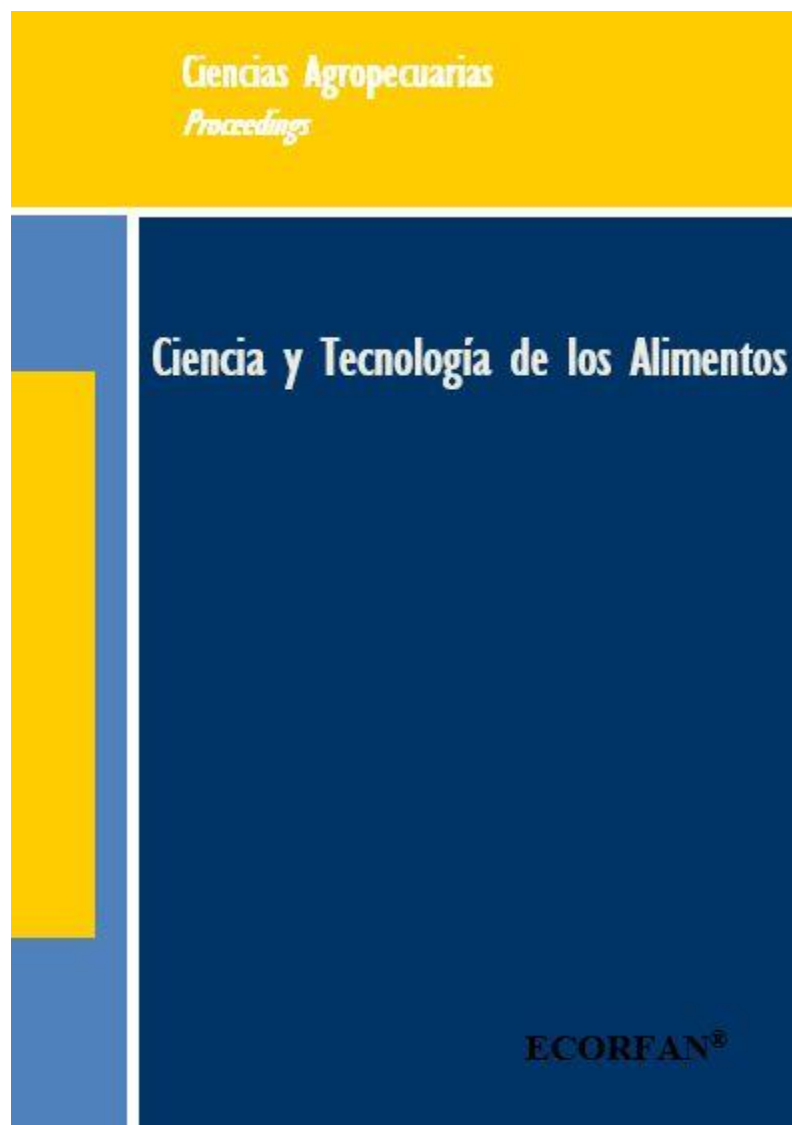 Ciencias Agropecuarias
Proceedings
Ciencia y Tecnología de los Alimentos
ECORFAN®